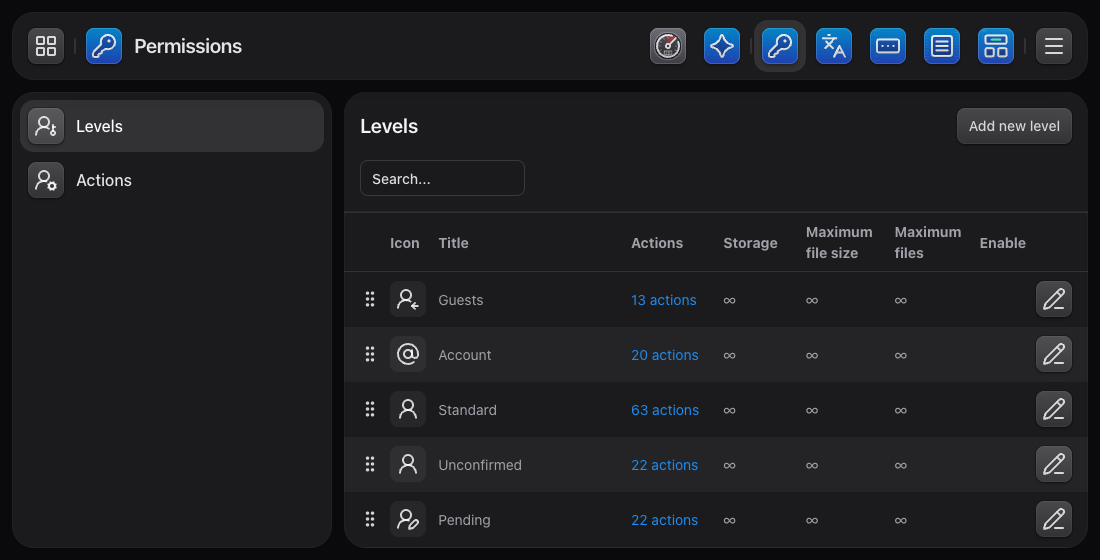 Permissions
Levels
Actions
Levels
Add new level
Search...
Icon Title Actions Storage Maximum file size Maximum files Enable
Guests 13 actions ∞ ∞ ∞
Account 20 actions ∞ ∞ ∞
Standard 63 actions ∞ ∞ ∞
Unconfirmed 22 actions ∞ ∞ ∞
Pending 22 actions ∞ ∞ ∞